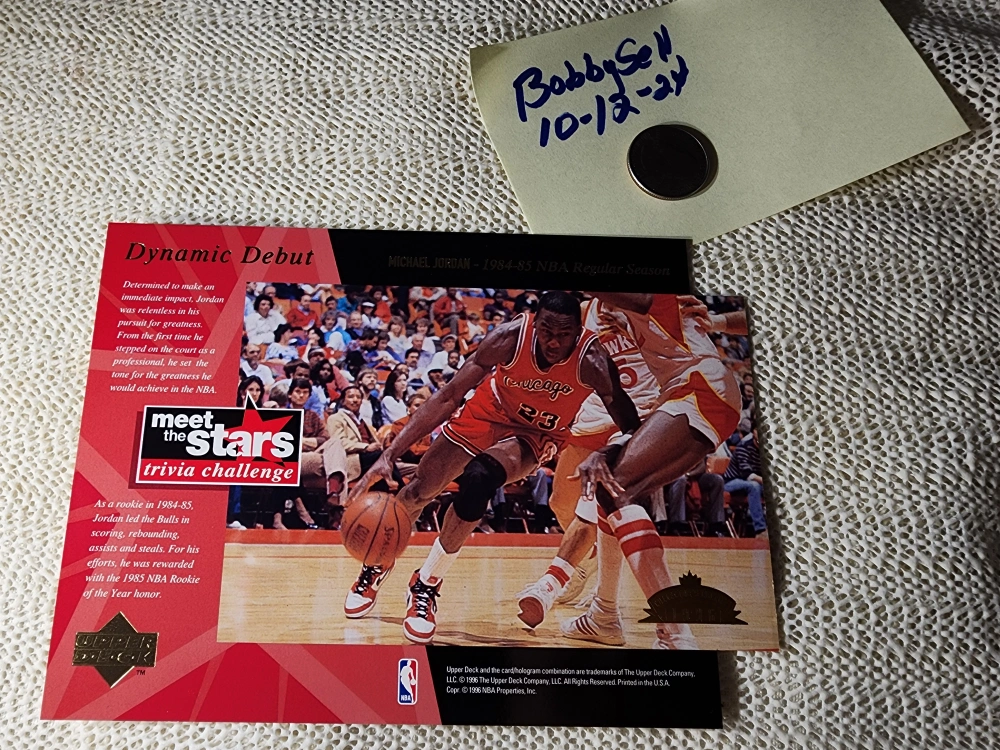 BobbySell
10-12-24
Dynamic Debut
MICHAEL JORDAN - 1984-85 NBA Regular Season
Determined to make an
immediate impact, Jordan
was relentless in his
pursuit for greatness.
From the first time he
stepped on the court as a
professional, he set the
tone for the greatness he
would achieve in the NBA.
meet
the stars
trivia challenge
As a rookie in 1984-85,
Jordan led the Bulls in
scoring, rebounding,
assists and steals. For his
efforts, he was rewarded
with the 1985 NBA Rookie
of the Year honor.
Chicago
23
UPPER
DECK
TM
NBA
Upper Deck and the card/hologram combination are trademarks of The Upper Deck Company,
LLC. © 1996 The Upper Deck Company, LLC. All Rights Reserved. Printed in the U.S.A.
Copr. © 1996 NBA Properties, Inc.